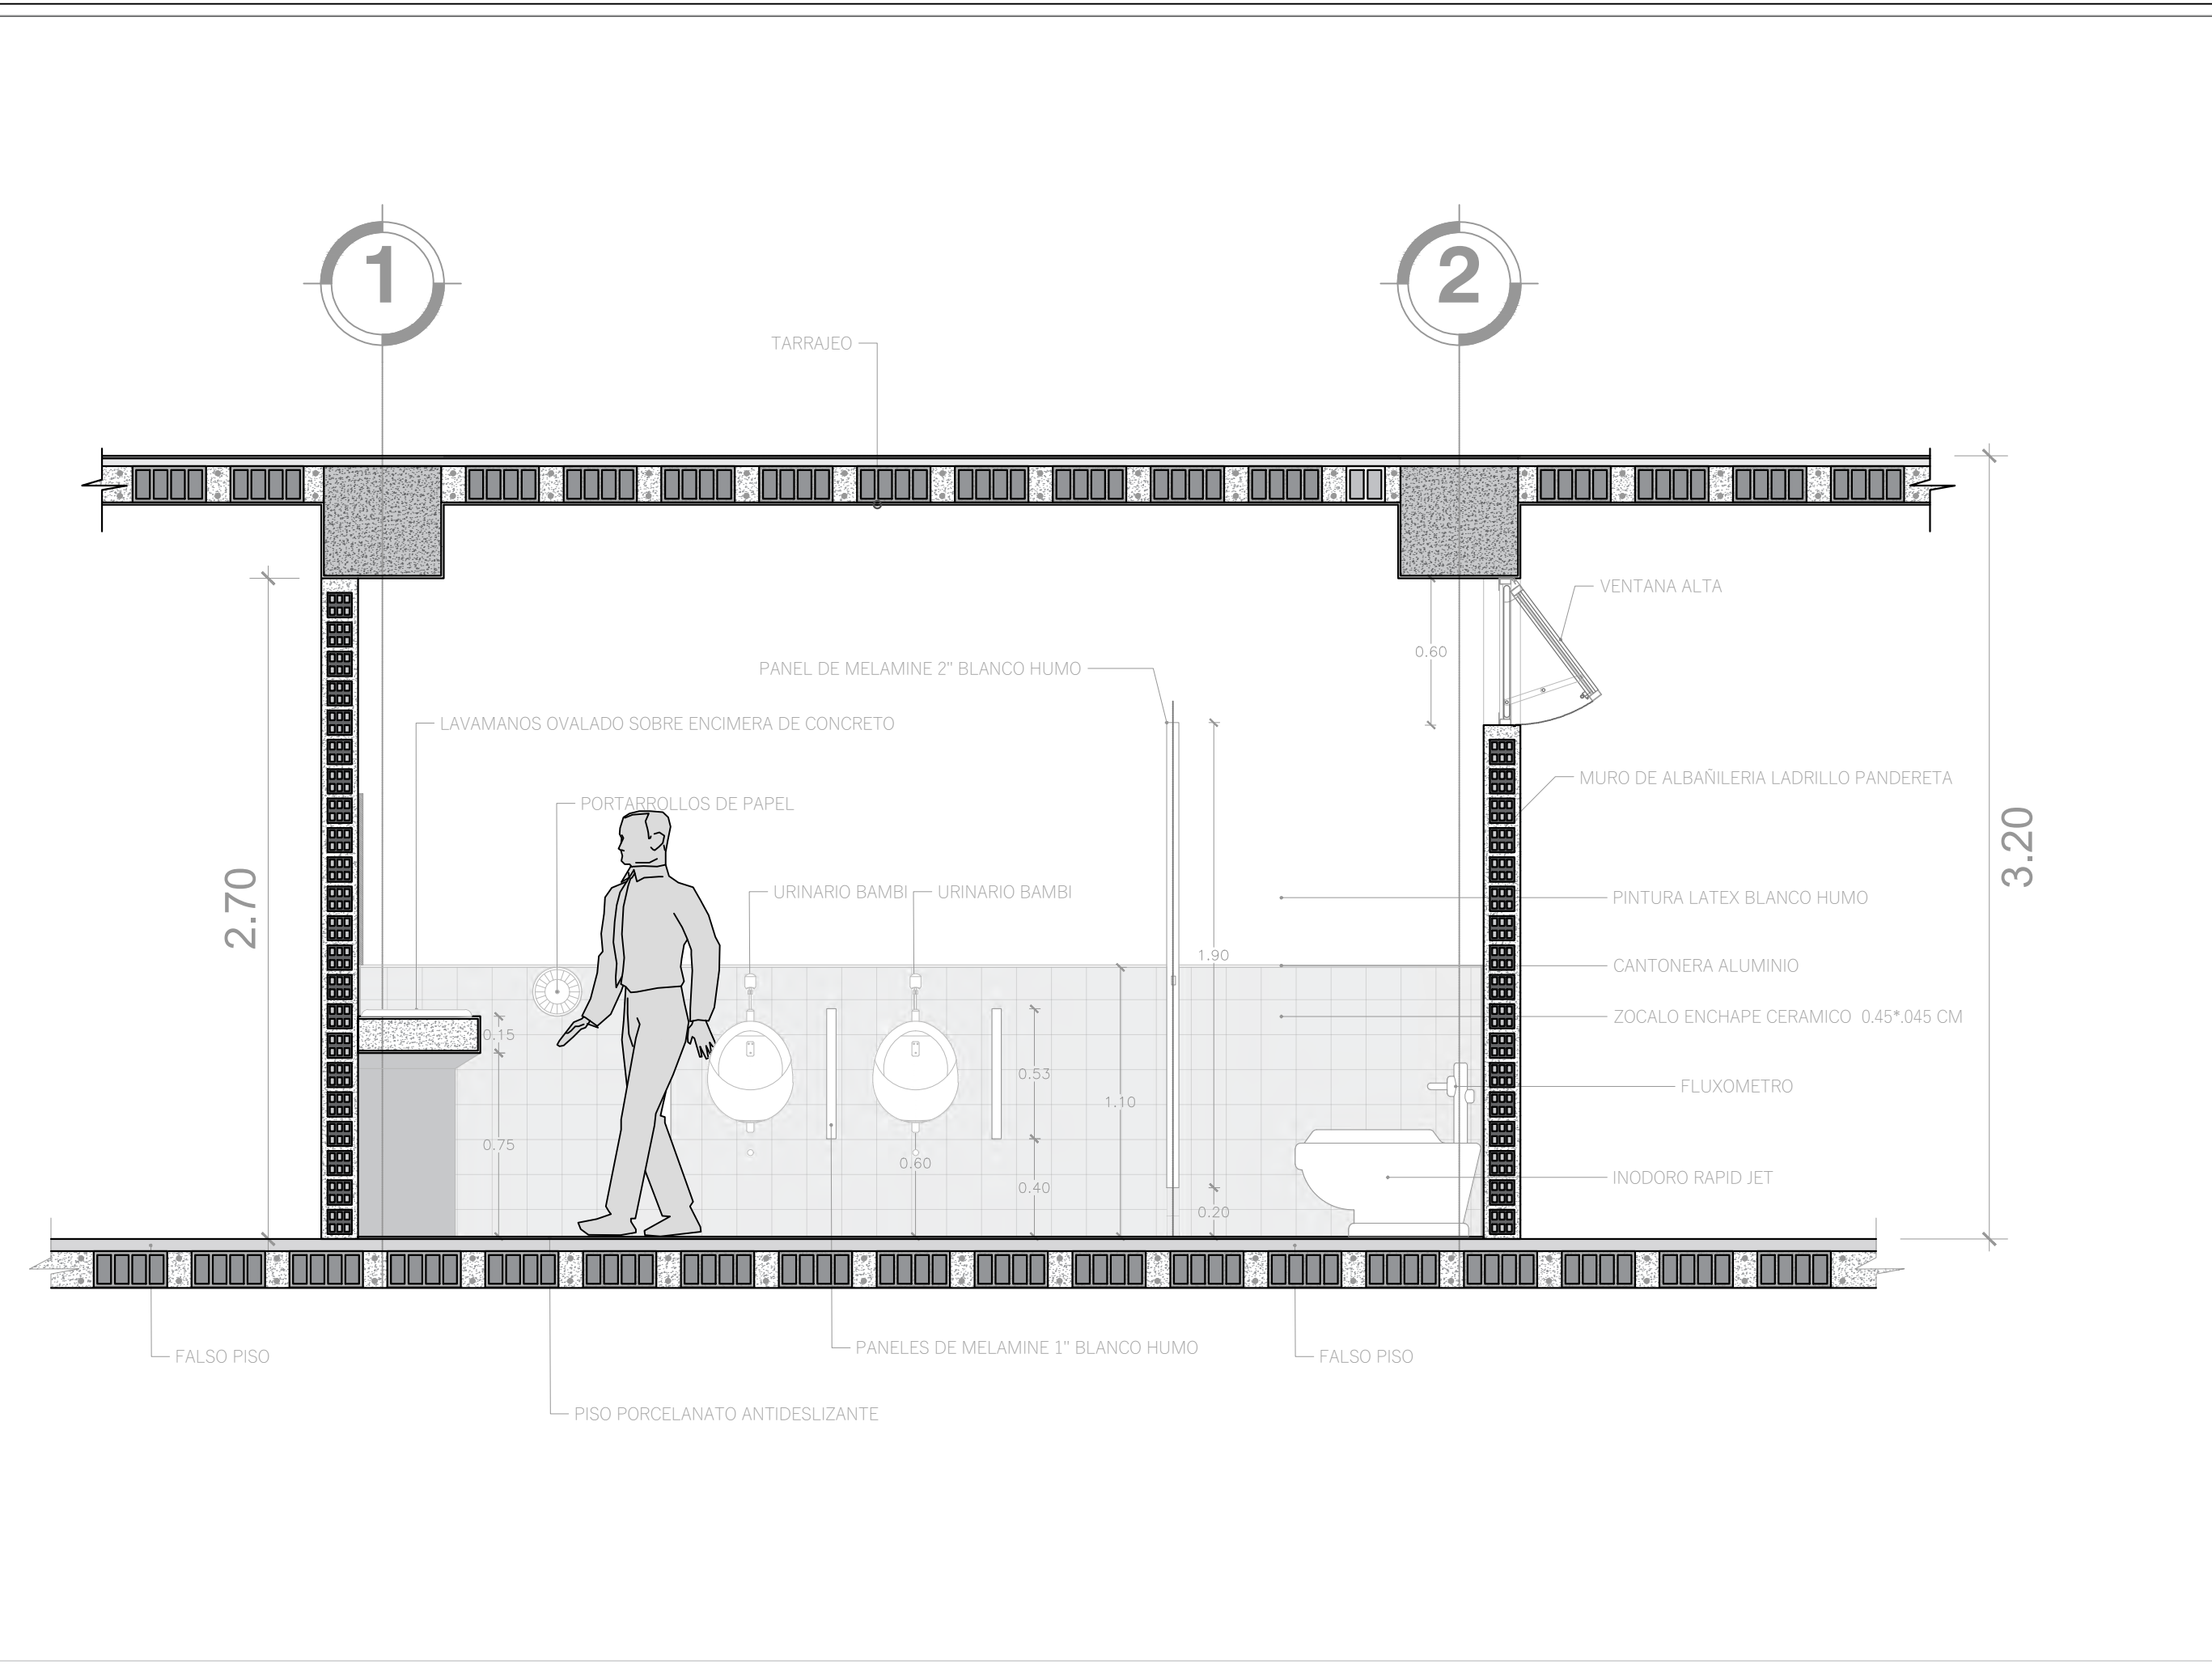 1
2
TARRAJEO
VENTANA ALTA
0.60
PANEL DE MELAMINE 2" BLANCO HUMO
LAVAMANOS OVALADO SOBRE ENCIMERA DE CONCRETO
MURO DE ALBAÑILERIA LADRILLO PANDERETA
PORTARROLLOS DE PAPEL
3.20
2.70
URINARIO BAMBI
URINARIO BAMBI
PINTURA LATEX BLANCO HUMO
1.90
CANTONERA ALUMINIO
ZOCALO ENCHAPE CERAMICO 0.45*.045 CM
0.15
0.53
FLUXOMETRO
1.10
0.75
0.60
INODORO RAPID JET
0.40
0.20
PANELES DE MELAMINE 1" BLANCO HUMO
FALSO PISO
FALSO PISO
PISO PORCELANATO ANTIDESLIZANTE